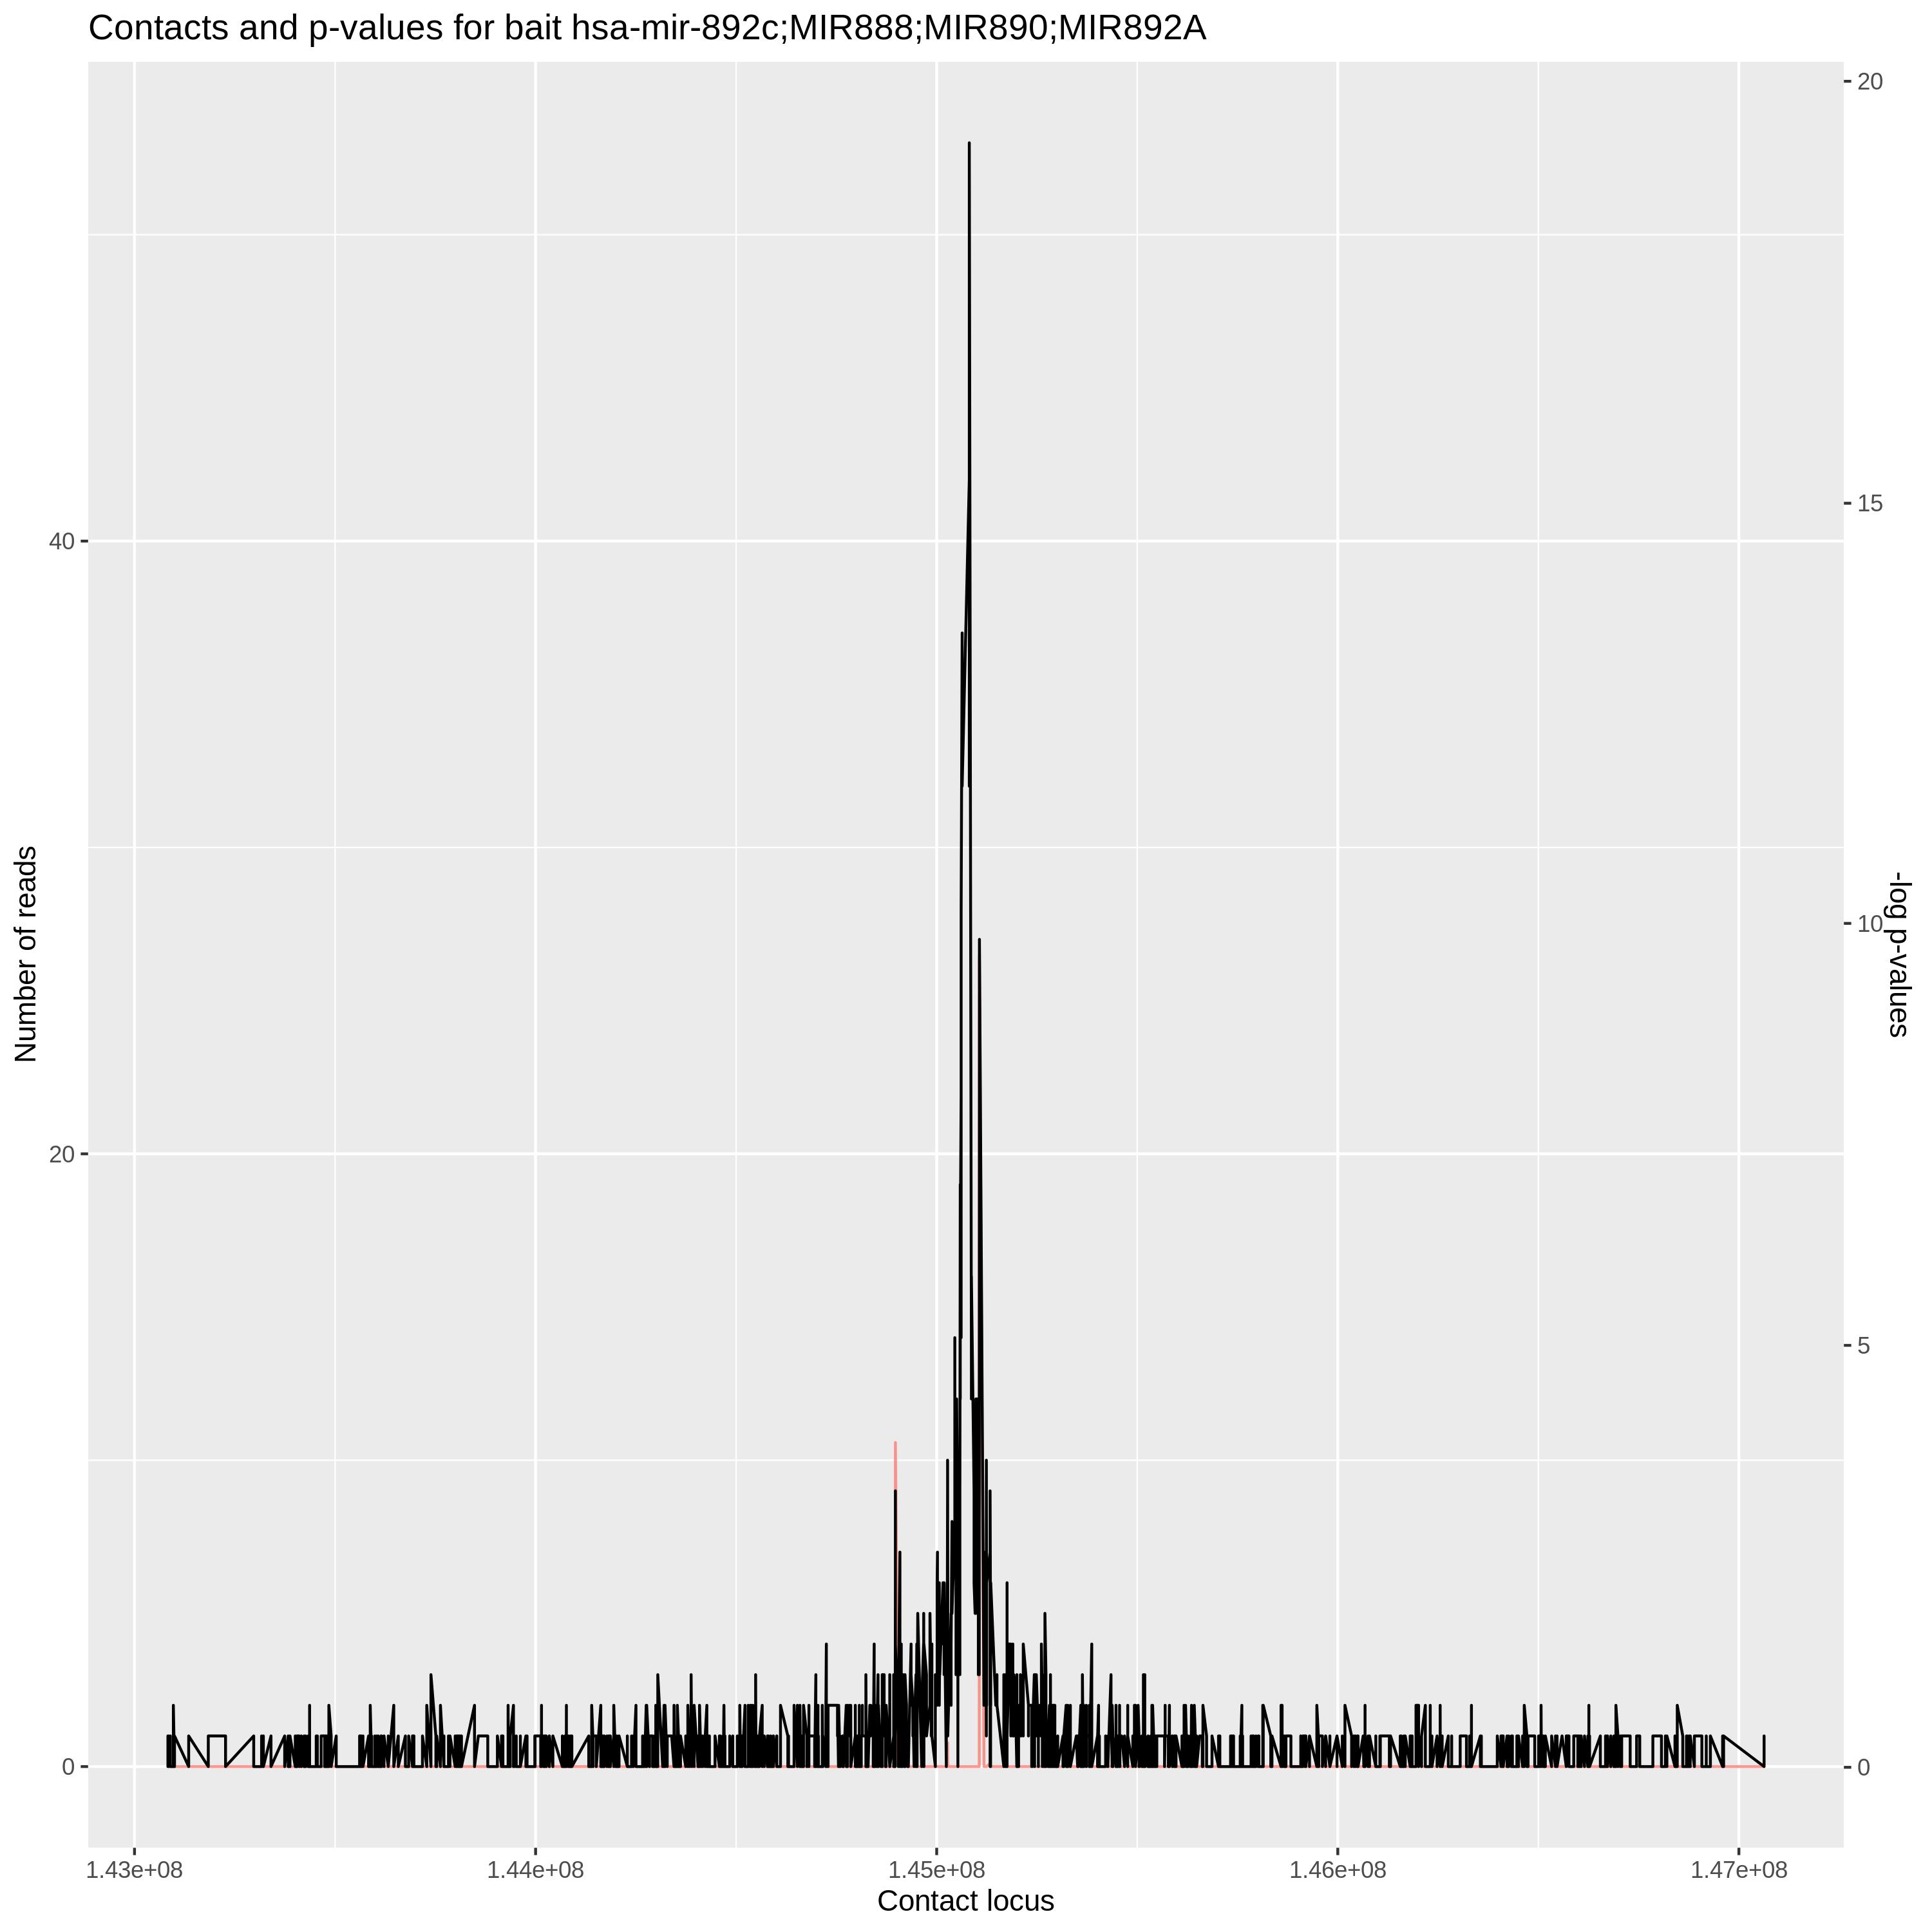 Contacts and p-values for bait hsa-mir-892c;MIR888;MIR890;MIR892A
Number of reads
40
20
0
20
15
10
5
0
-log p-values
1.43e+08 1.44e+08 1.45e+08 1.46e+08 1.47e+08
Contact locus